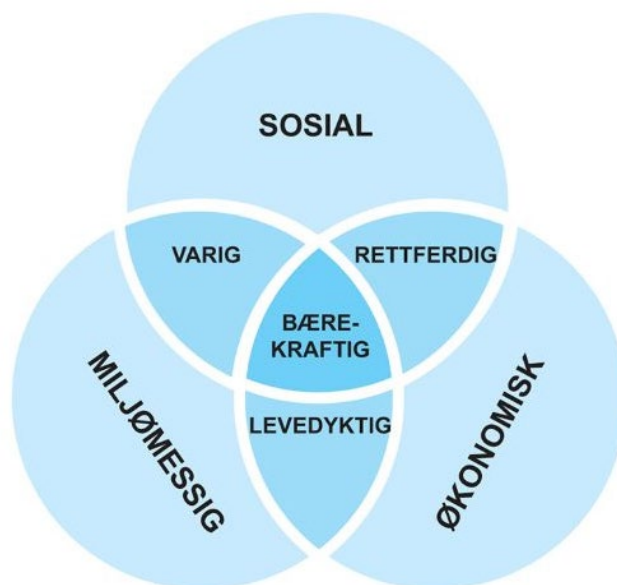 SOSIAL
VARIG
RETTFERDIG
BÆRE-
KRAFTIG
MILJØMESSIG
LEVEDYKTIG
ØKONOMISK